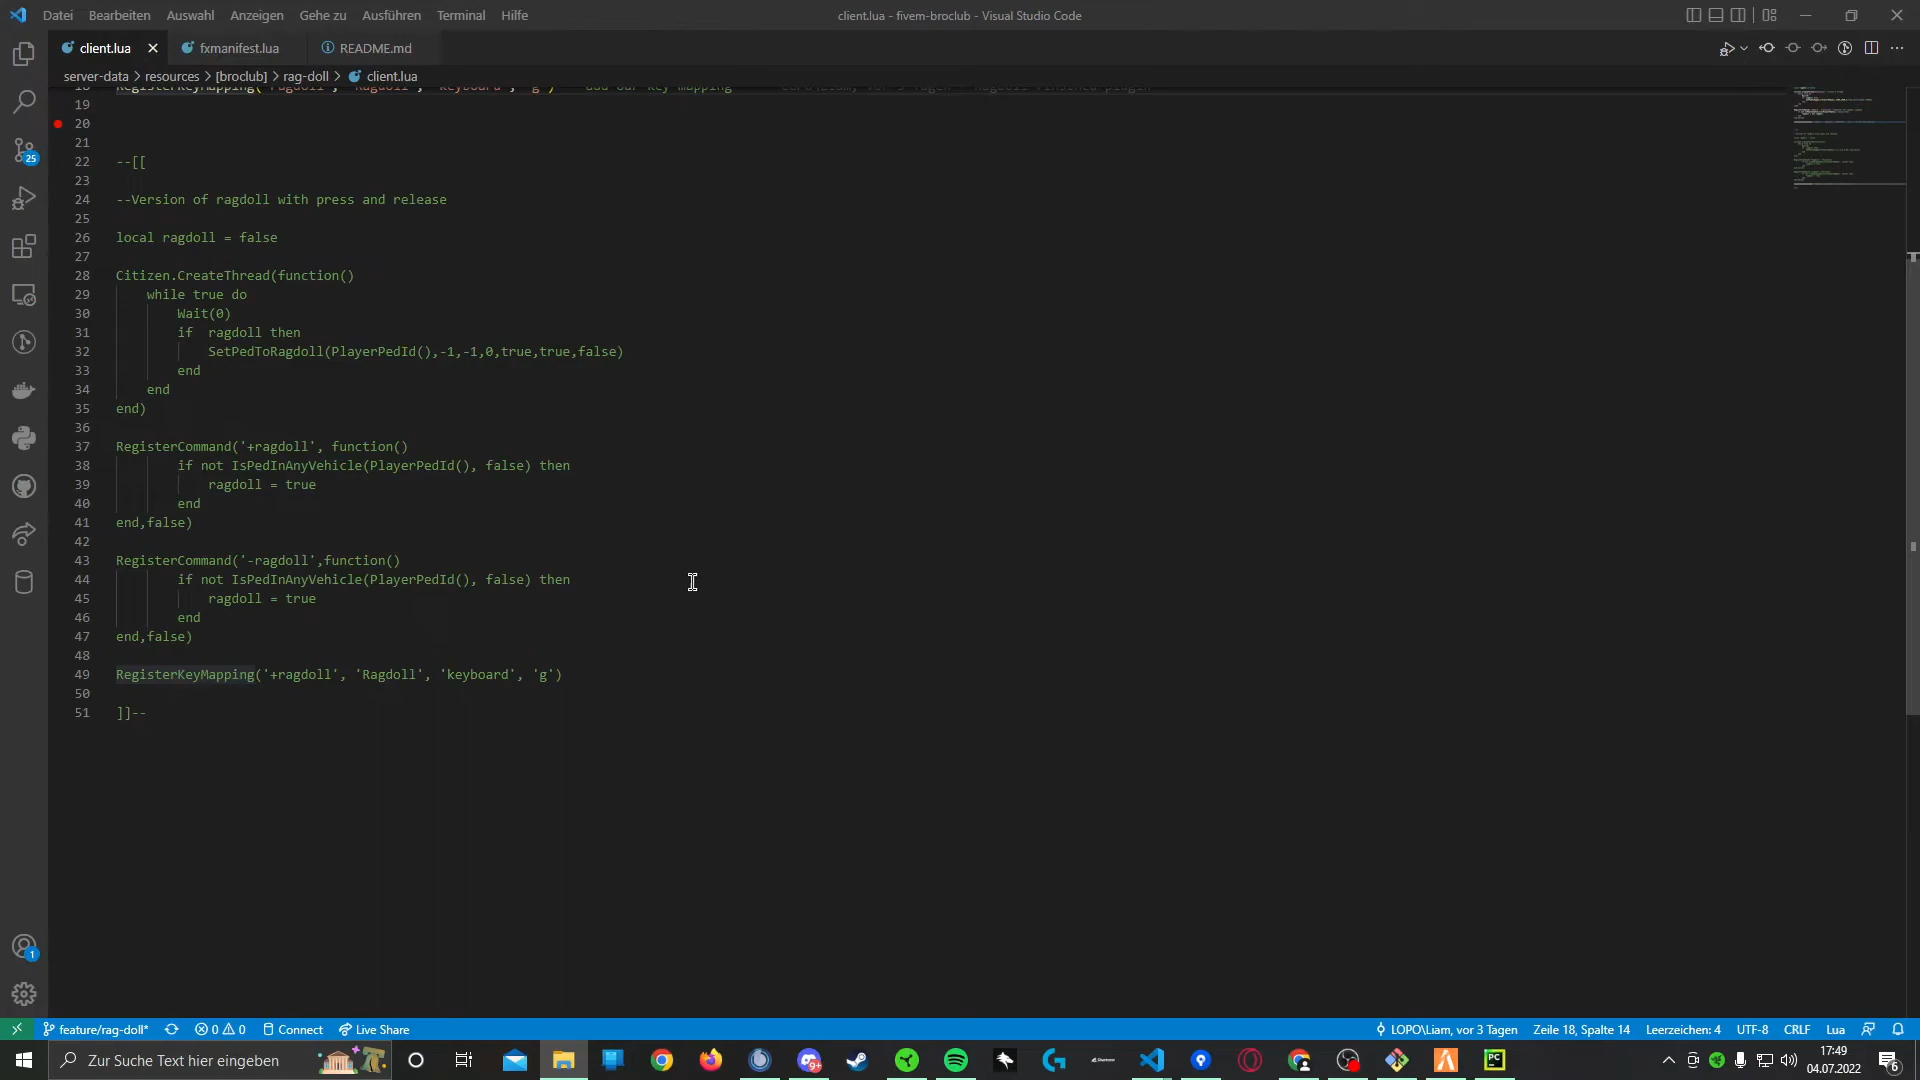 Datei Bearbeiten Auswahl Anzeigen Gehe zu Ausführen Terminal Hilfe
client.lua - fivem-broclub - Visual Studio Code
client.lua fxmanifest.lua README.md
server-data > resources > [broclub] > rag-doll > client.lua
19
20
21
22 --[[
23
24 --Version of ragdoll with press and release
25
26 local ragdoll = false
27
28 Citizen.CreateThread(function()
29 while true do
30 Wait(0)
31 if  ragdoll then
32 SetPedToRagdoll(PlayerPedId(),-1,-1,0,true,true,false)
33 end
34 end
35 end)
36
37 RegisterCommand('+ragdoll', function()
38 if not IsPedInAnyVehicle(PlayerPedId(), false) then
39 ragdoll = true
40 end
41 end,false)
42
43 RegisterCommand('-ragdoll',function()
44 if not IsPedInAnyVehicle(PlayerPedId(), false) then
45 ragdoll = true
46 end
47 end,false)
48
49 RegisterKeyMapping('+ragdoll', 'Ragdoll', 'keyboard', 'g')
50
51 ]]--
25
1
feature/rag-doll* 0 0 Connect Live Share
LOPO\Liam, vor 3 Tagen Zeile 18, Spalte 14 Leerzeichen: 4 UTF-8 CRLF Lua
Zur Suche Text hier eingeben
9+
PC
17:49
04.07.2022
6